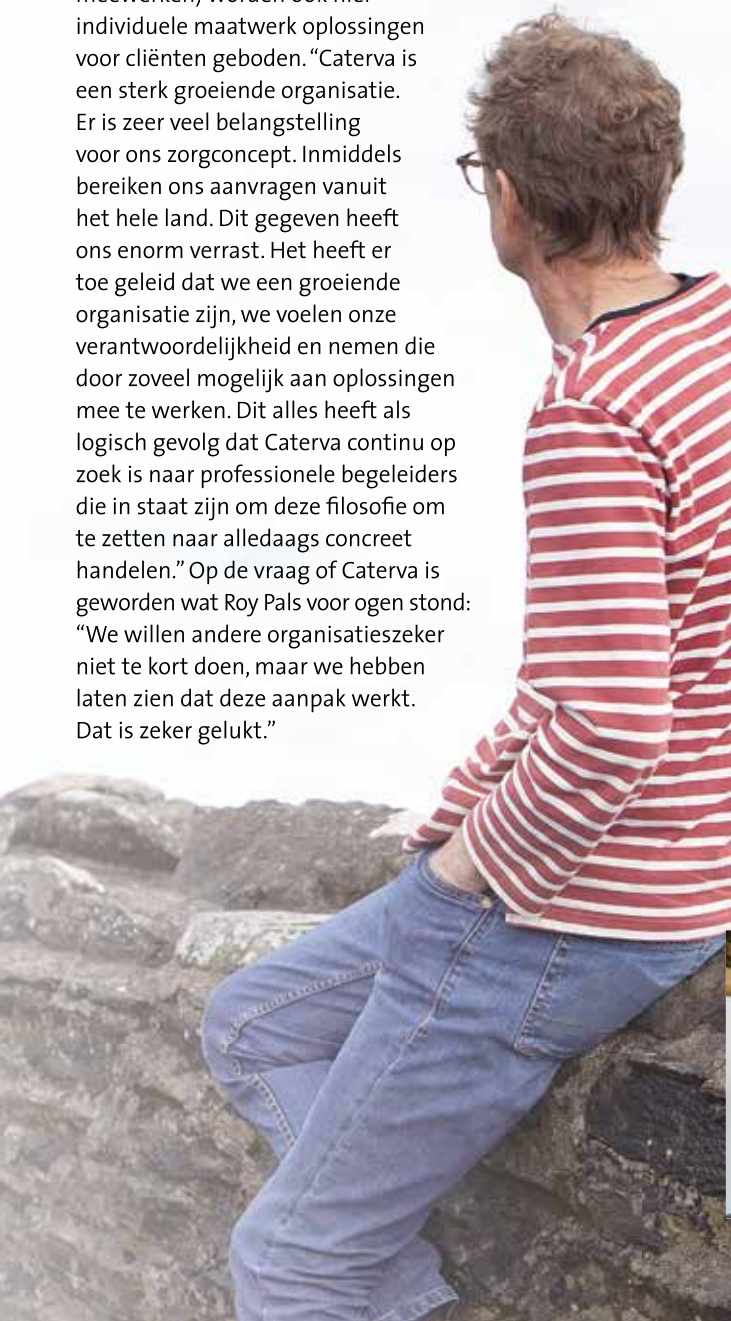 individuele maatwerk oplossingen
voor cliënten geboden. “Caterva is
een sterk groeiende organisatie.
Er is zeer veel belangstelling
voor ons zorgconcept. Inmiddels
bereiken ons aanvragen vanuit
het hele land. Dit gegeven heeft
ons enorm verrast. Het heeft er
toe geleid dat we een groeiende
organisatie zijn, we voelen onze
verantwoordelijkheid en nemen die
door zoveel mogelijk aan oplossingen
mee te werken. Dit alles heeft als
logisch gevolg dat Caterva continu op
zoek is naar professionele begeleiders
die in staat zijn om deze filosofie om
te zetten naar alledaags concreet
handelen.” Op de vraag of Caterva is
geworden wat Roy Pals voor ogen stond:
“We willen andere organisatieszeker
niet te kort doen, maar we hebben
laten zien dat deze aanpak werkt.
Dat is zeker gelukt.”